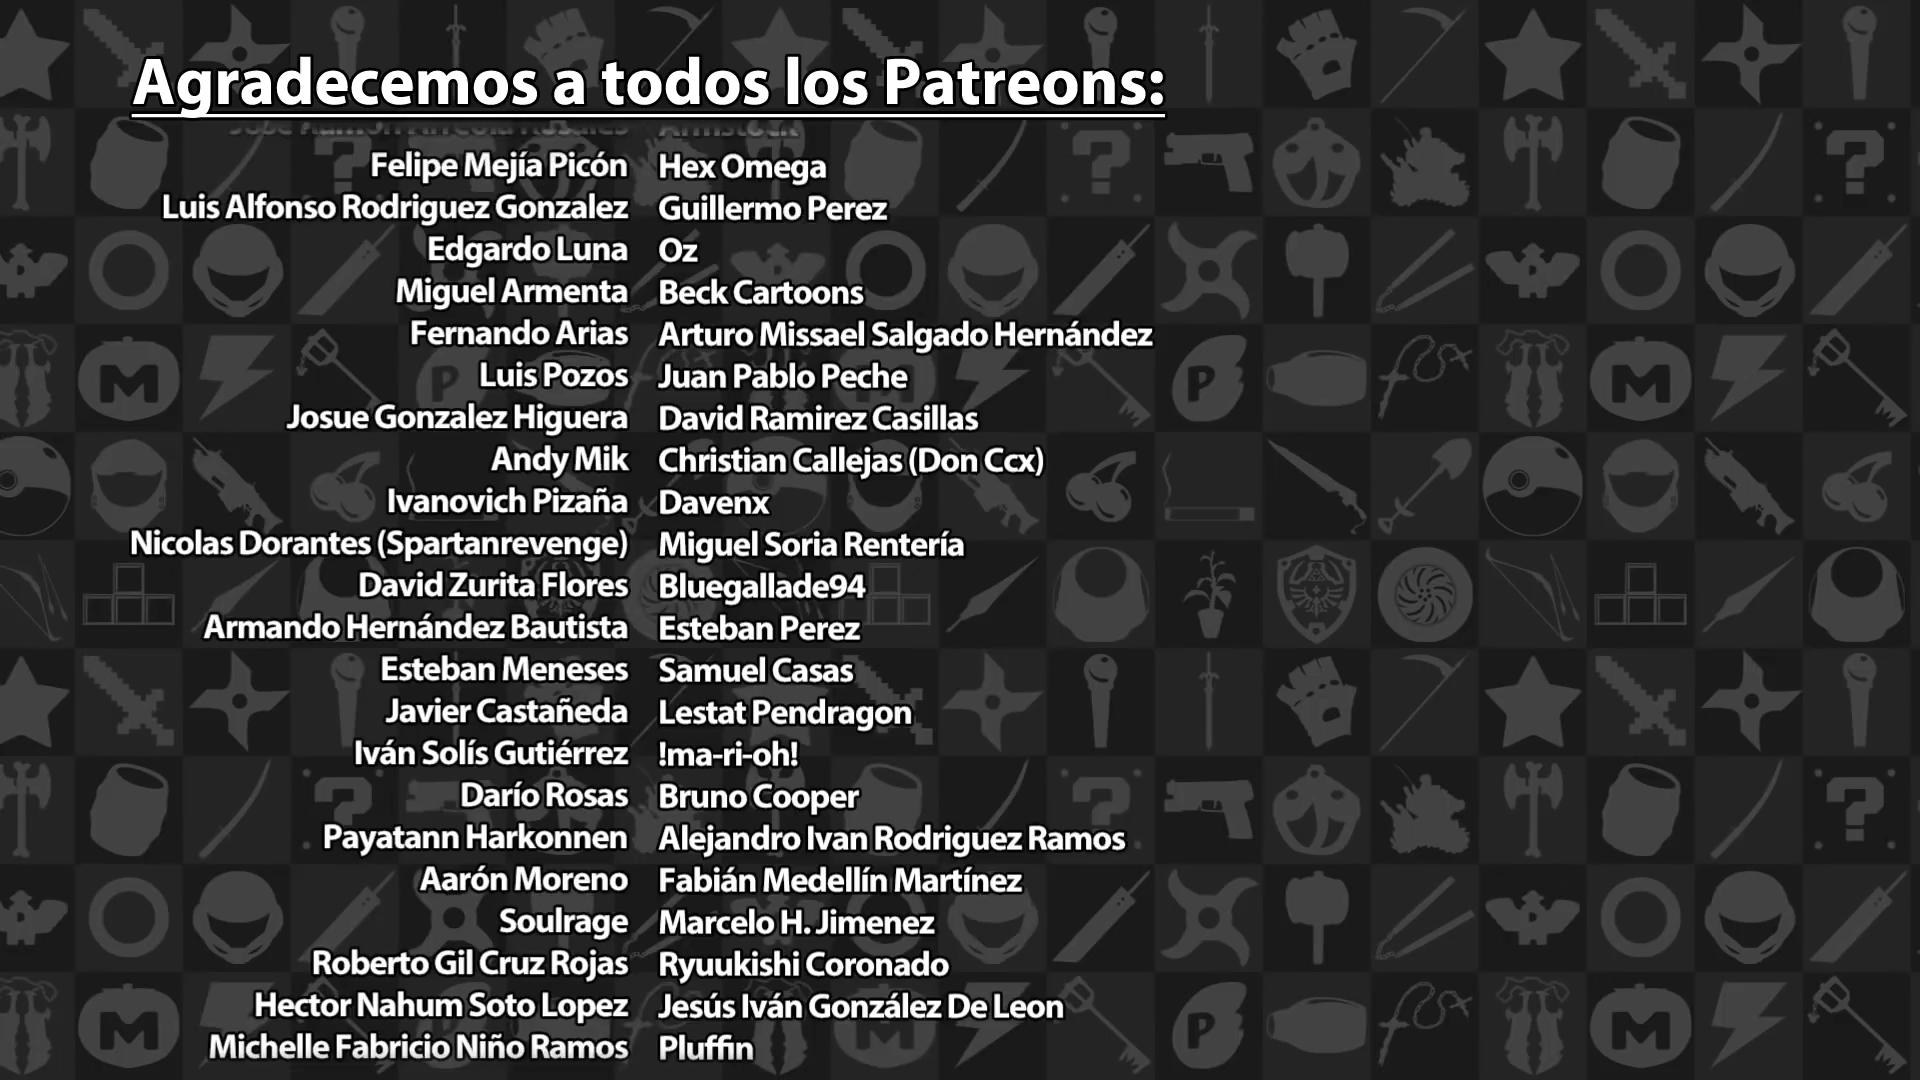 Agradecemos a todos los Patreons:
Felipe Mejía Picón
Luis Alfonso Rodriguez Gonzalez
Edgardo Luna
Miguel Armenta
Fernando Arias
Luis Pozos
Josue Gonzalez Higuera
Andy Mik
Ivanovich Pizaña
Nicolas Dorantes (Spartanrevenge)
David Zurita Flores
Armando Hernández Bautista
Esteban Meneses
Javier Castañeda
Iván Solís Gutiérrez
Darío Rosas
Payatann Harkonnen
Aarón Moreno
Soulrage
Roberto Gil Cruz Rojas
Hector Nahum Soto Lopez
Michelle Fabricio Niño Ramos
Hex Omega
Guillermo Perez
Oz
Beck Cartoons
Arturo Missael Salgado Hernández
Juan Pablo Peche
David Ramirez Casillas
Christian Callejas (Don Ccx)
Davenx
Miguel Soria Rentería
Bluegallade94
Esteban Perez
Samuel Casas
Lestat Pendragon
!ma-ri-oh!
Bruno Cooper
Alejandro Ivan Rodriguez Ramos
Fabián Medellín Martínez
Marcelo H. Jimenez
Ryuukishi Coronado
Jesús Iván González De Leon
Pluffin